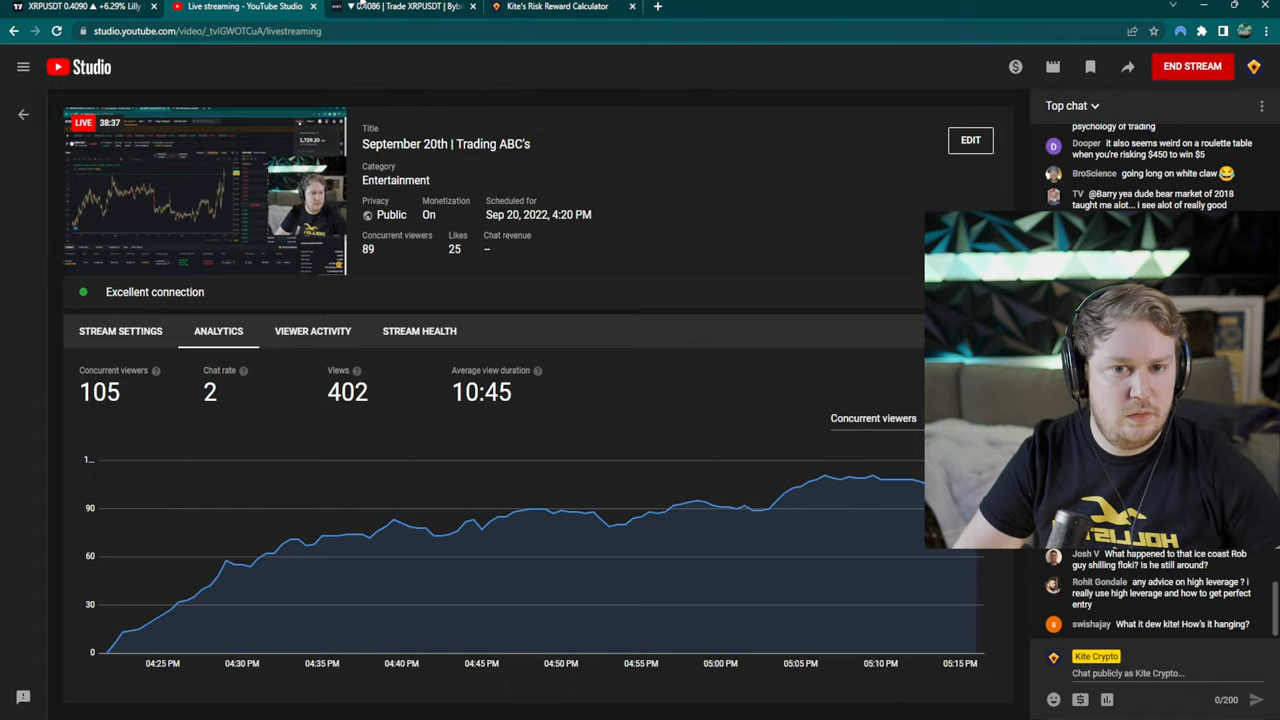 XRPUSDT 0.4090 ▲ +6.29% Lilly
Live streaming - YouTube Studio
▼ 0.4086 | Trade XRPUSDT | Bybi
Kite's Risk Reward Calculator
studio.youtube.com/video/_tvIGWOTCuA/livestreaming
Studio
END STREAM
LIVE 38:37
Title
September 20th | Trading ABC's
EDIT
Category
Entertainment
Privacy Monetization Scheduled for
Public On Sep 20, 2022, 4:20 PM
Concurrent viewers Likes Chat revenue
89 25 –
Excellent connection
STREAM SETTINGS ANALYTICS VIEWER ACTIVITY STREAM HEALTH
Concurrent viewers Chat rate Views Average view duration
105 2 402 10:45
Concurrent viewers
1...
90
60
30
0
04:25 PM 04:30 PM 04:35 PM 04:40 PM 04:45 PM 04:50 PM 04:55 PM 05:00 PM 05:05 PM 05:10 PM 05:15 PM
Top chat
psychology of trading
Dooper it also seems weird on a roulette table
when you're risking $450 to win $5
BroScience going long on white claw 😂
TV @Barry yea dude bear market of 2018
taught me alot... i see alot of really good
Josh V What happened to that ice coast Rob
guy shilling floki? Is he still around?
Rohit Gondale any advice on high leverage ? i
really use high leverage and how to get perfect
entry
swishajay What it dew kite! How's it hanging?
Kite Crypto
Chat publicly as Kite Crypto...
0/200